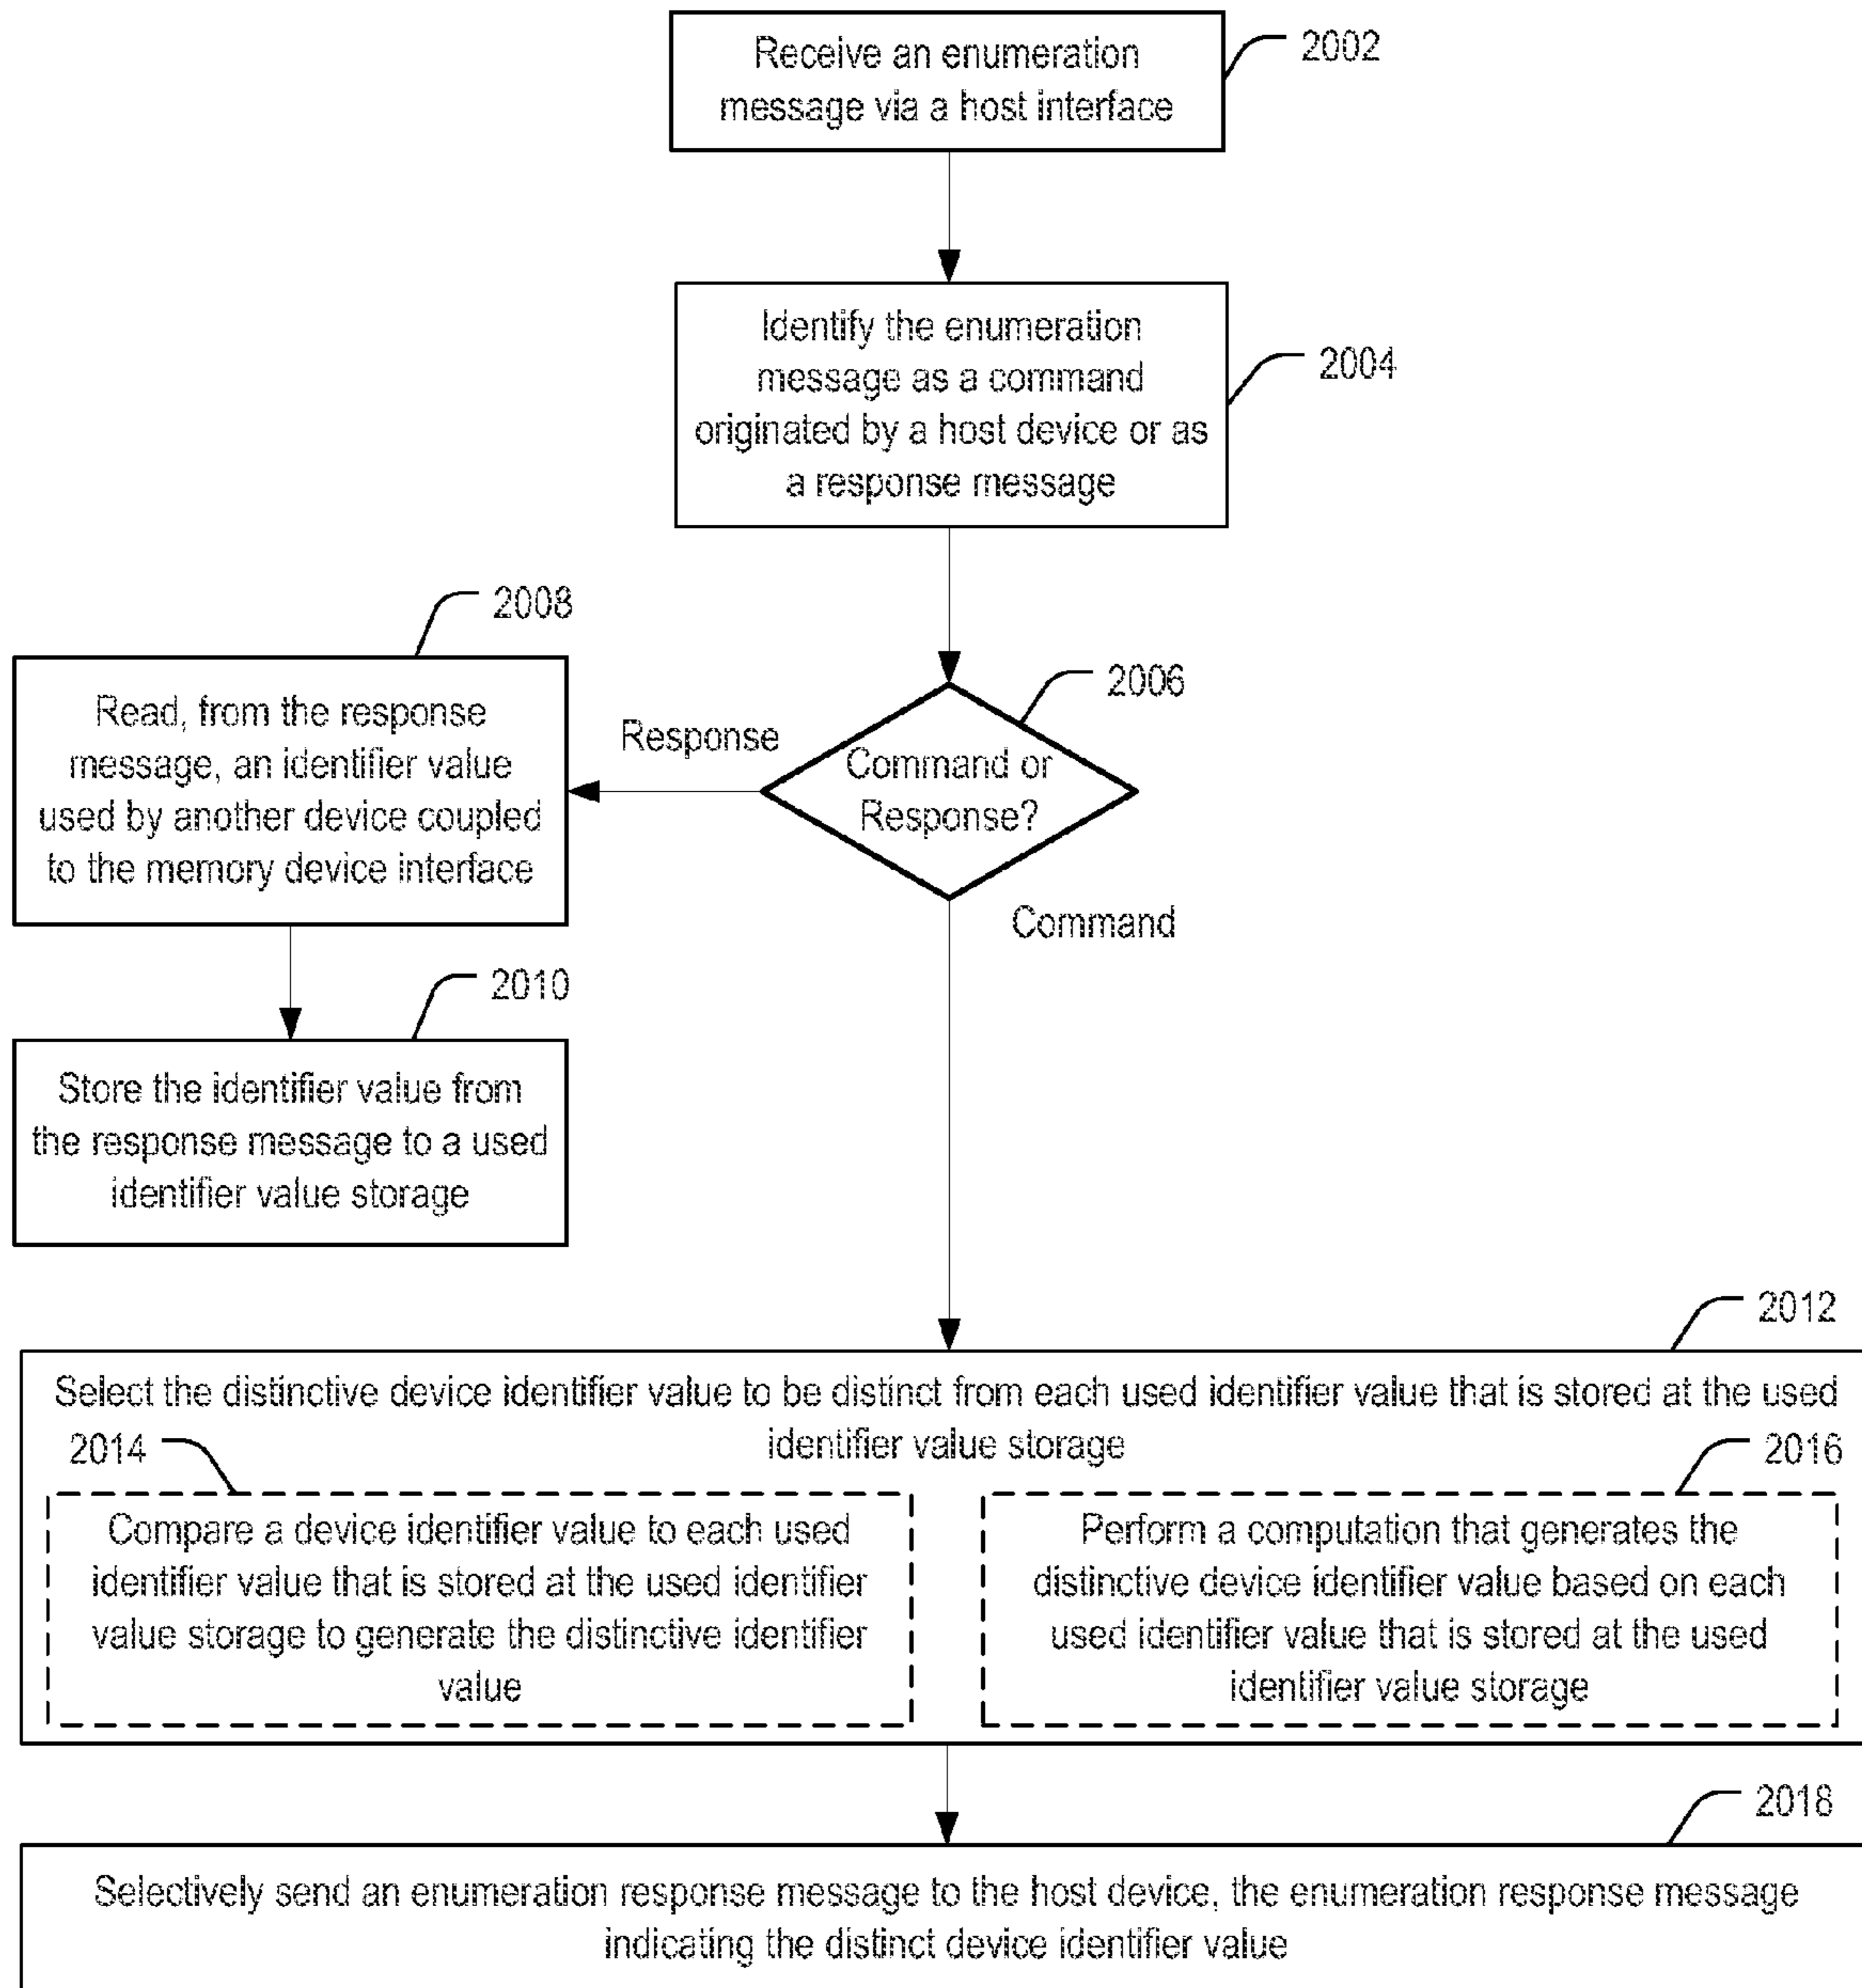 Receive an enumeration
message via a host interface
2002
Identify the enumeration
message as a command
originated by a host device or as
a response message
2004
2008
Read, from the response
message, an identifier value
used by another device coupled
to the memory device interface
Response
2006
Command or
Response?
Command
2010
Store the identifier value from
the response message to a used
identifier value storage
2012
Select the distinctive device identifier value to be distinct from each used identifier value that is stored at the used
identifier value storage
2014
Compare a device identifier value to each used
identifier value that is stored at the used identifier
value storage to generate the distinctive identifier
value
2016
Perform a computation that generates the
distinctive device identifier value based on each
used identifier value that is stored at the used
identifier value storage
2018
Selectively send an enumeration response message to the host device, the enumeration response message
indicating the distinct device identifier value